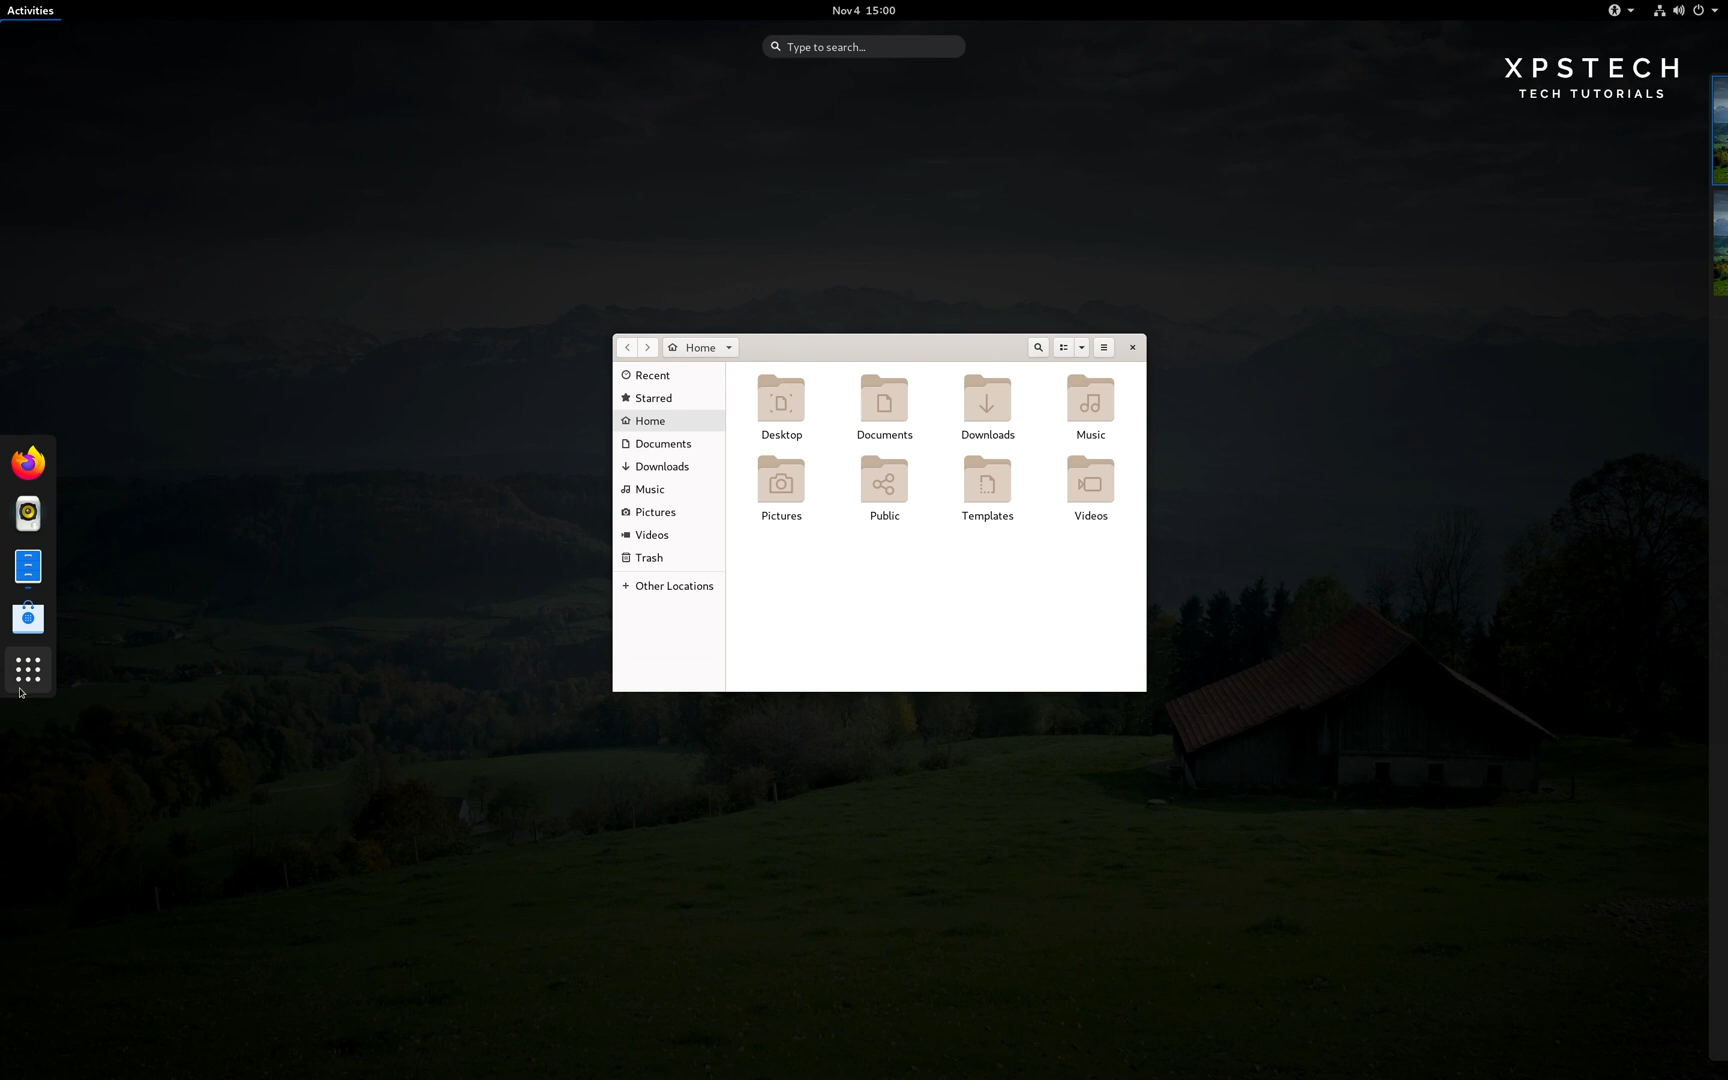 Activities
Nov 4 15:00
Type to search...
XPSTECH
TECH TUTORIALS
Home
Recent
Starred
Home
Documents
Downloads
Music
Pictures
Videos
Trash
Other Locations
Desktop
Documents
Downloads
Music
Pictures
Public
Templates
Videos